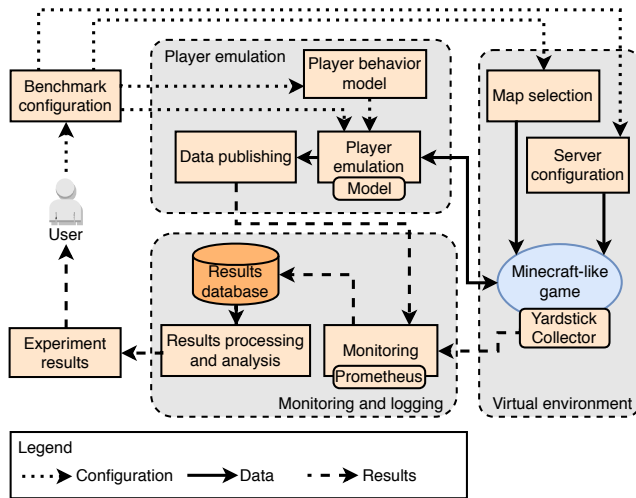 Player emulation
Benchmark
configuration
Player behavior
model
Map selection
Data publishing
Player
emulation
Model
Server
configuration
User
Results
database
Minecraft-like
game
Yardstick
Collector
Experiment
results
Results processing
and analysis
Monitoring
Prometheus
Monitoring and logging
Virtual environment
Legend
Configuration
Data
Results